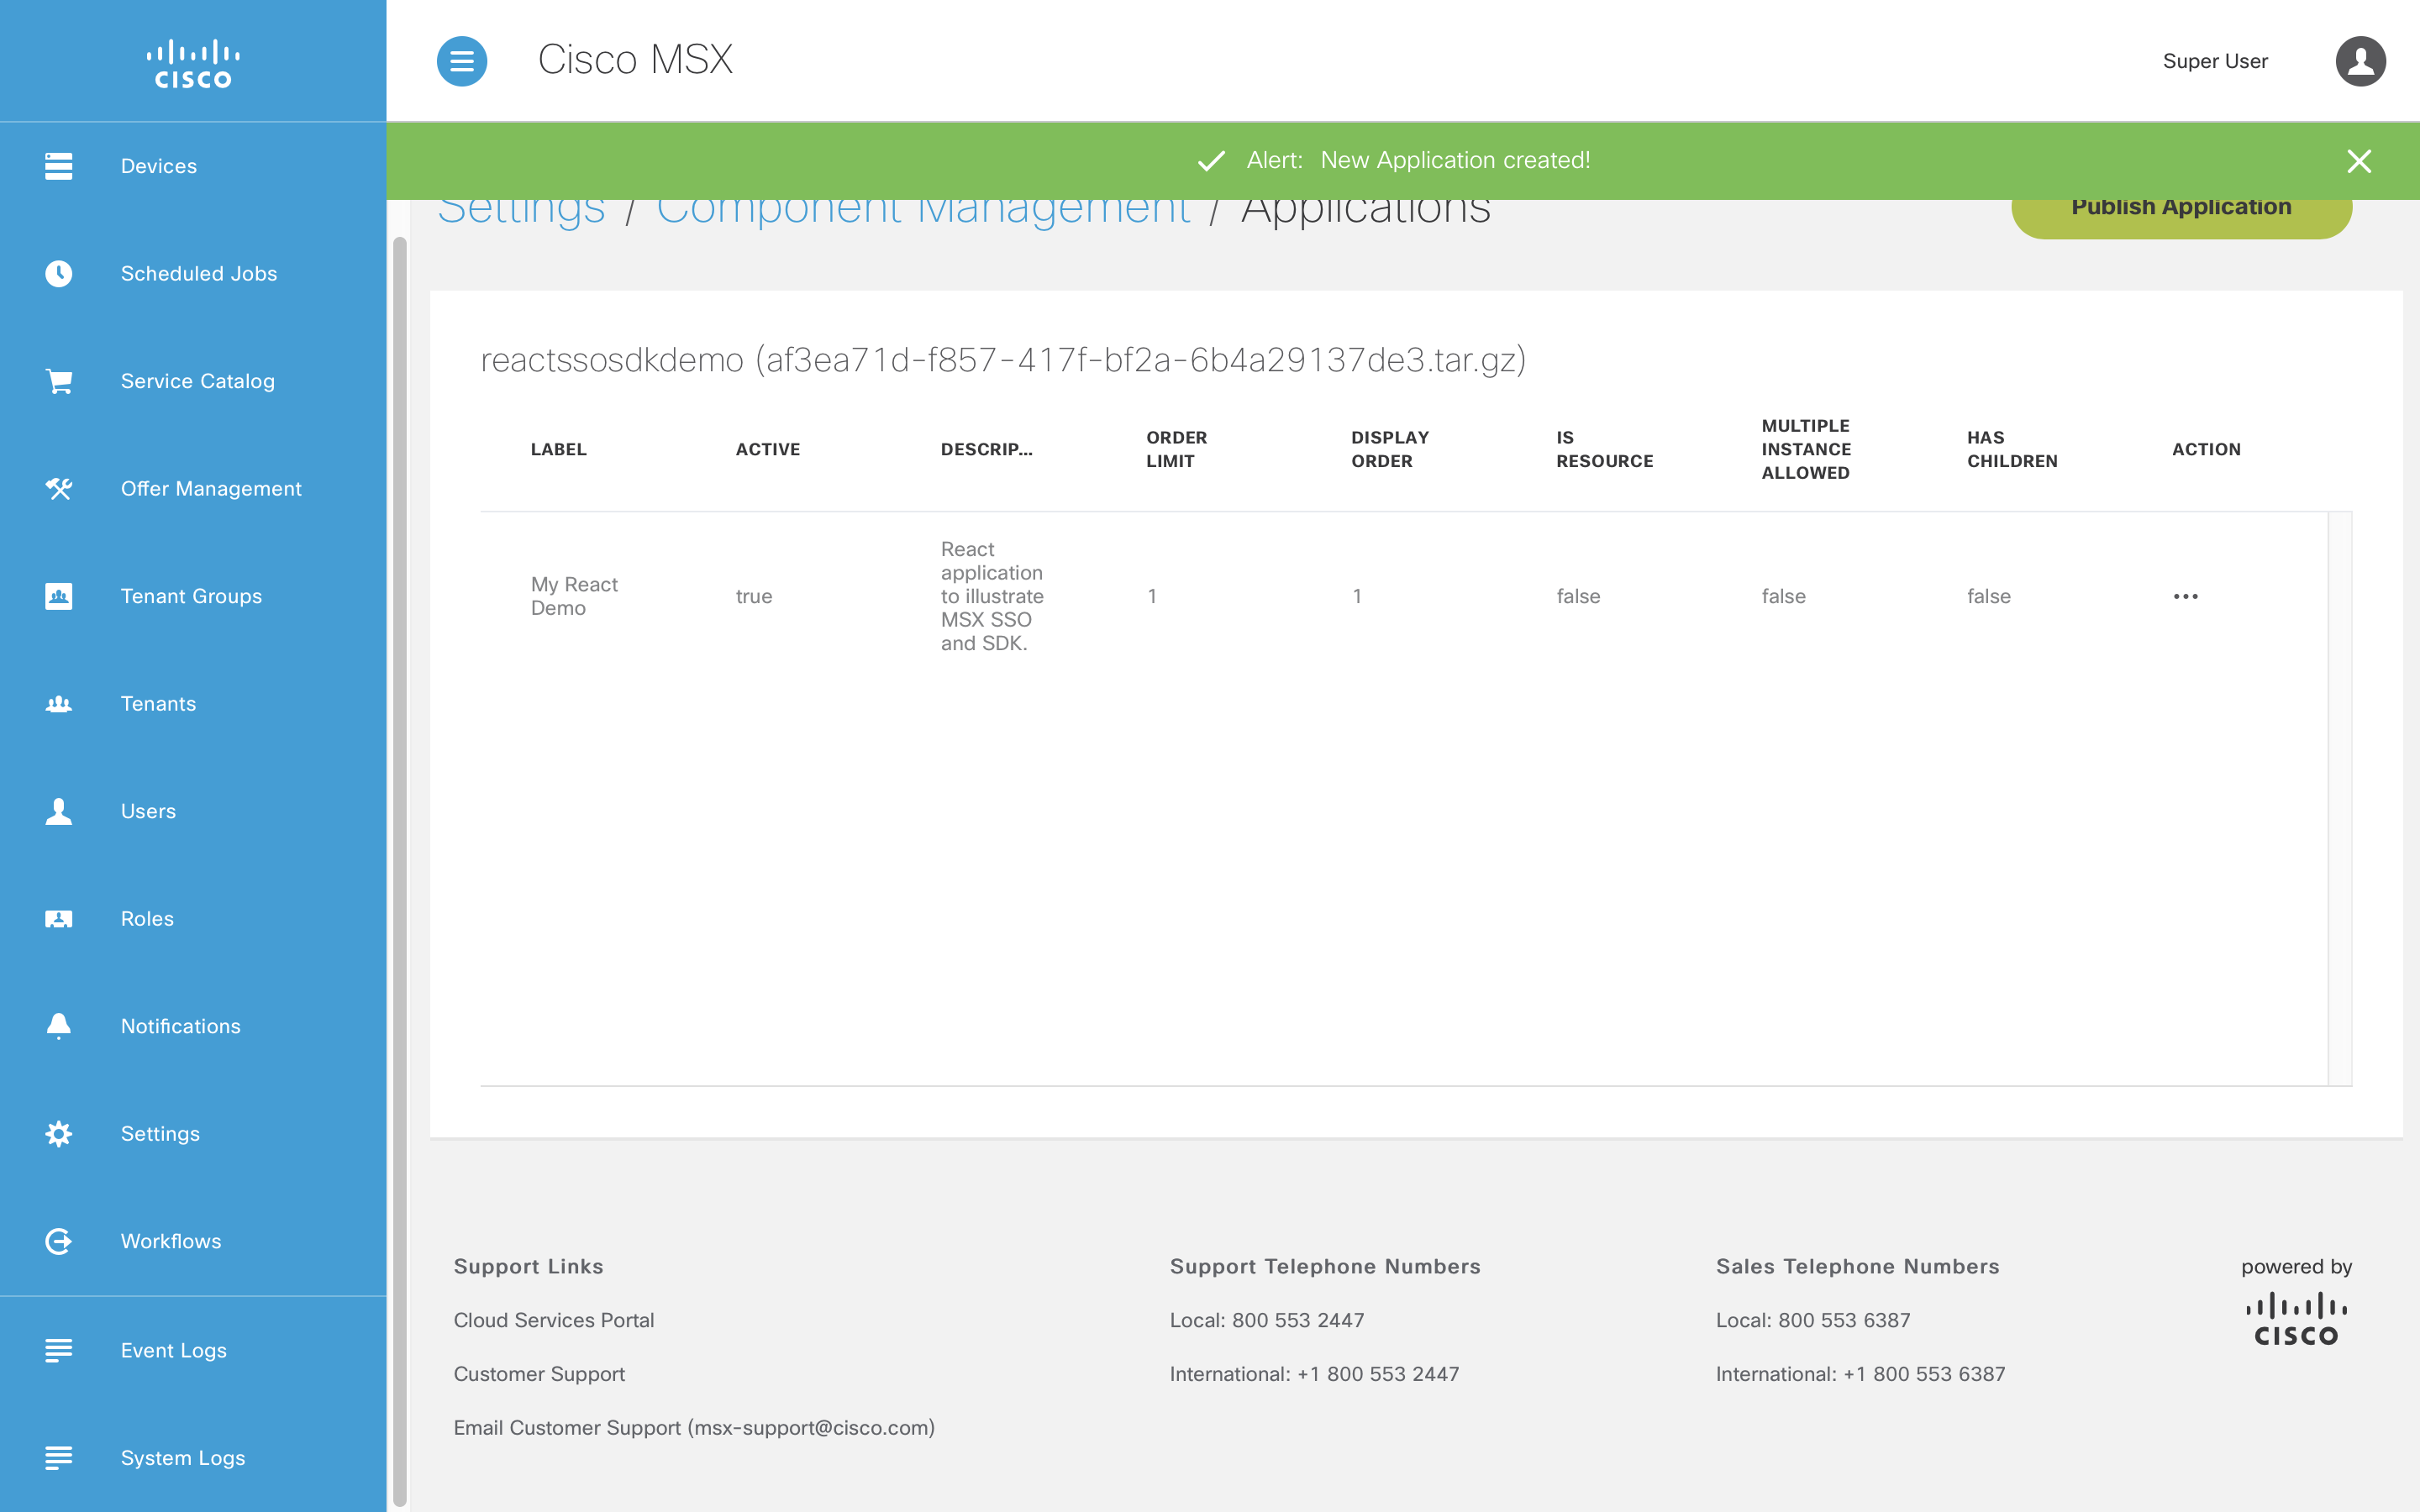 CISCO
Cisco MSX
Super User
Alert: New Application created!
Settings / Component Management / Applications
Publish Application
Devices
Scheduled Jobs
Service Catalog
Offer Management
Tenant Groups
Tenants
Users
Roles
Notifications
Settings
Workflows
Event Logs
System Logs
reactssosdkdemo (af3ea71d-f857-417f-bf2a-6b4a29137de3.tar.gz)
LABEL
ACTIVE
DESCRIP...
ORDER
LIMIT
DISPLAY
ORDER
IS
RESOURCE
MULTIPLE
INSTANCE
ALLOWED
HAS
CHILDREN
ACTION
My React
Demo
true
React
application
to illustrate
MSX SSO
and SDK.
1
1
false
false
false
Support Links
Cloud Services Portal
Customer Support
Email Customer Support (msx-support@cisco.com)
Support Telephone Numbers
Local: 800 553 2447
International: +1 800 553 2447
Sales Telephone Numbers
Local: 800 553 6387
International: +1 800 553 6387
powered by
CISCO